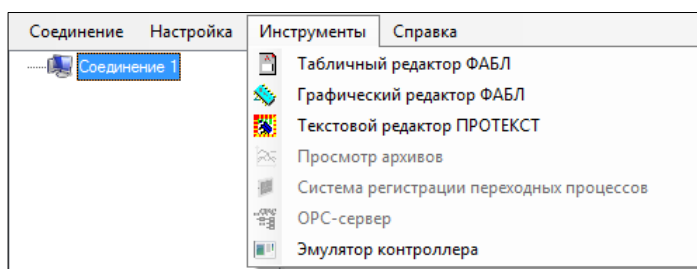 Соединение Настройка Инструменты Справка
Соединение 1
Табличный редактор ФАБЛ
Графический редактор ФАБЛ
Текстовой редактор ПРОТЕКСТ
Просмотр архивов
Система регистрации переходных процессов
OPC-сервер
Эмулятор контроллера